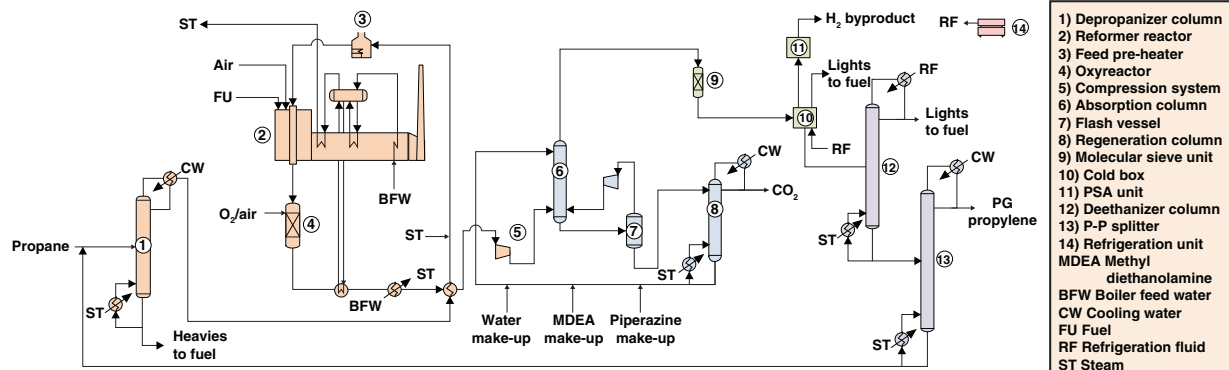 ST
3
H2 byproduct
RF
14
Air
FU
11
2
9
Lights
to fuel
RF
10
Lights
to fuel
CW
BFW
6
CW
RF
12
CW
O2/air
4
CO2
8
PG
propylene
Propane
1
ST
5
7
ST
ST
13
ST
BFW
ST
Heavies
to fuel
Water
make-up
MDEA
make-up
Piperazine
make-up
ST
1) Depropanizer column
2) Reformer reactor
3) Feed pre-heater
4) Oxyreactor
5) Compression system
6) Absorption column
7) Flash vessel
8) Regeneration column
9) Molecular sieve unit
10) Cold box
11) PSA unit
12) Deethanizer column
13) P-P splitter
14) Refrigeration unit
MDEA Methyl
diethanolamine
BFW Boiler feed water
CW Cooling water
FU Fuel
RF Refrigeration fluid
ST Steam